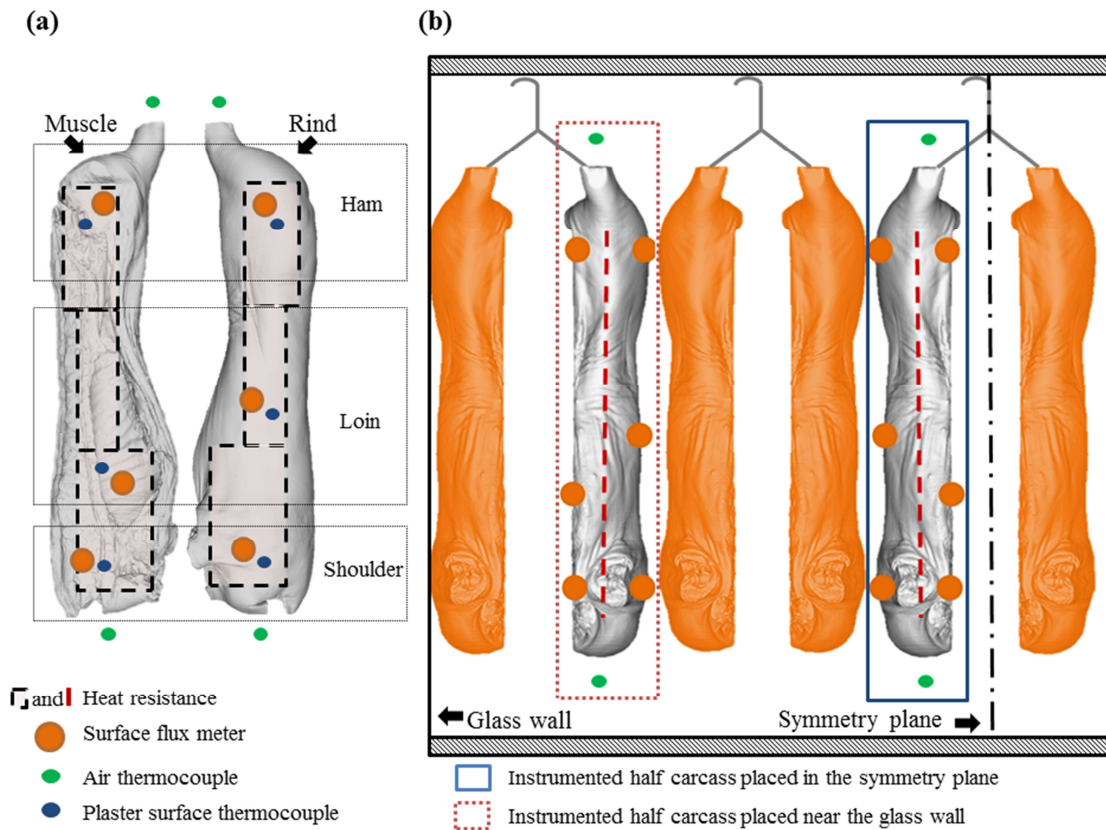 (a)
Muscle
Rind
Ham
Loin
Shoulder
and Heat resistance
Surface flux meter
Air thermocouple
Plaster surface thermocouple
(b)
Glass wall
Symmetry plane
Instrumented half carcass placed in the symmetry plane
Instrumented half carcass placed near the glass wall